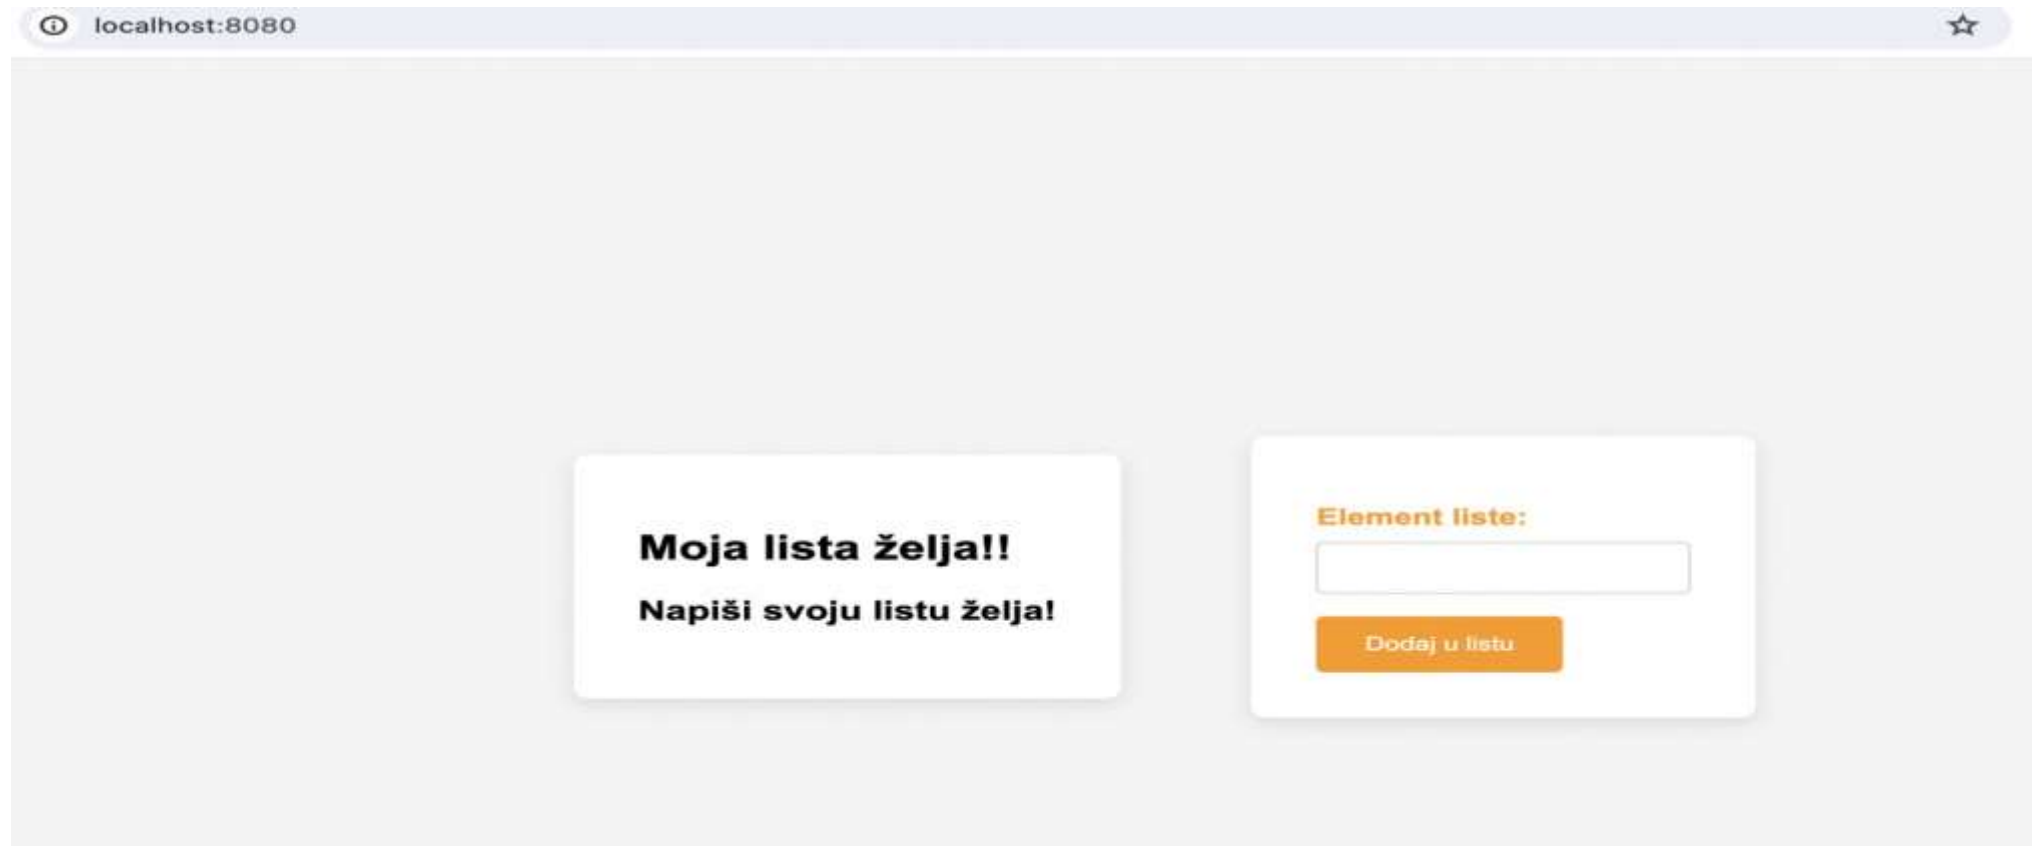 localhost:8080
Moja lista želja!!
Napiši svoju listu želja!
Element liste:
Dodaj u listu